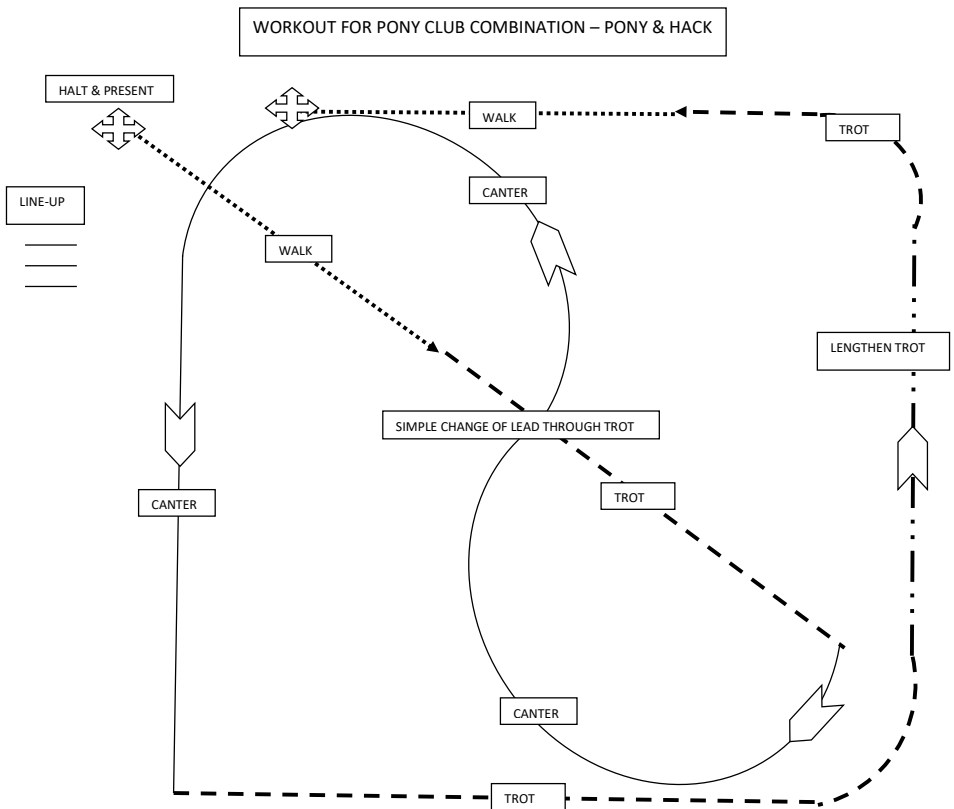 WORKOUT FOR PONY CLUB COMBINATION – PONY & HACK
HALT & PRESENT
WALK
TROT
CANTER
LINE-UP
WALK
LENGTHEN TROT
SIMPLE CHANGE OF LEAD THROUGH TROT
TROT
CANTER
CANTER
TROT